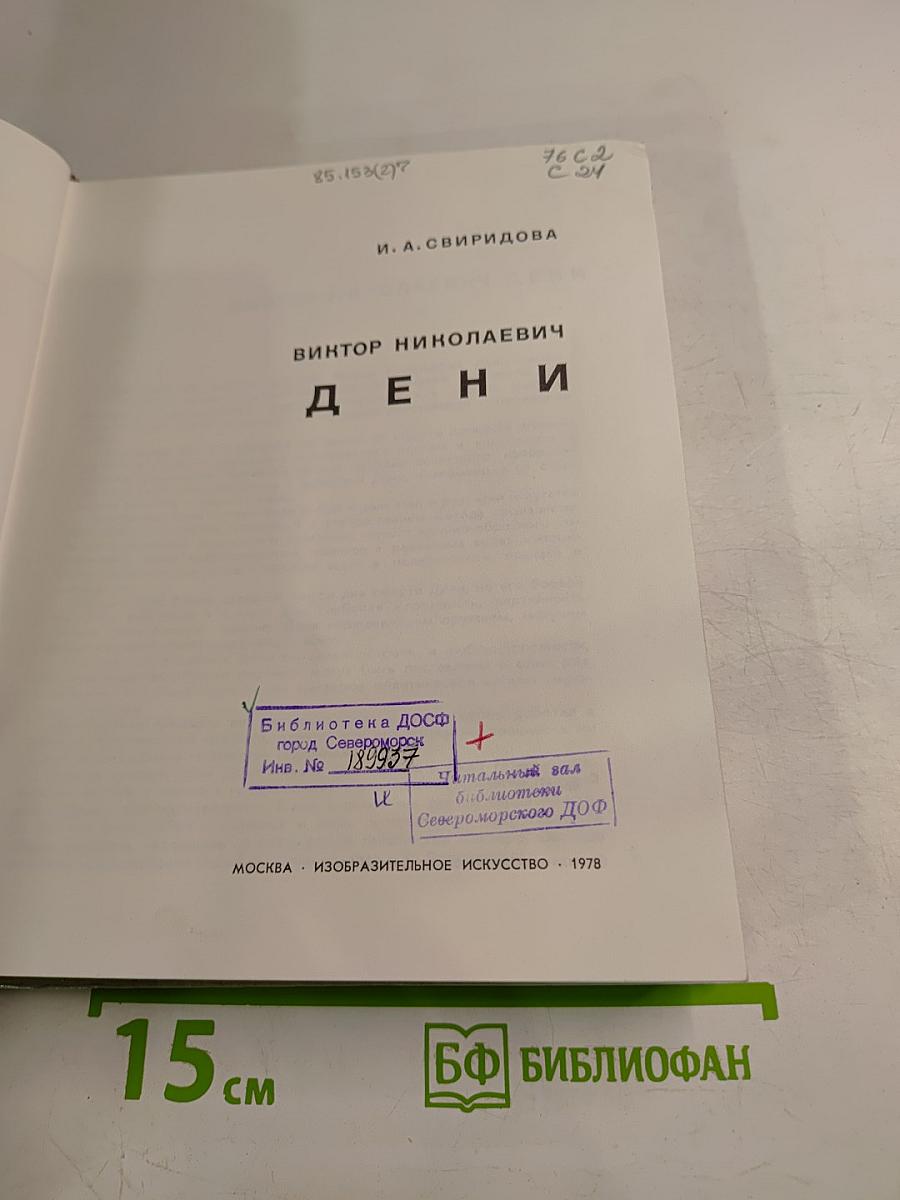 85.153(2)7
76С2
С 24
И. А. СВИРИДОВА
ВИКТОР НИКОЛАЕВИЧ
ДЕНИ
Библиотека ДОСФ
город Североморск
Инв. № 189937
Читальный зал
библиотеки
Североморского ДОФ
МОСКВА · ИЗОБРАЗИТЕЛЬНОЕ ИСКУССТВО · 1978
15 см
БФ БИБЛИОФАН